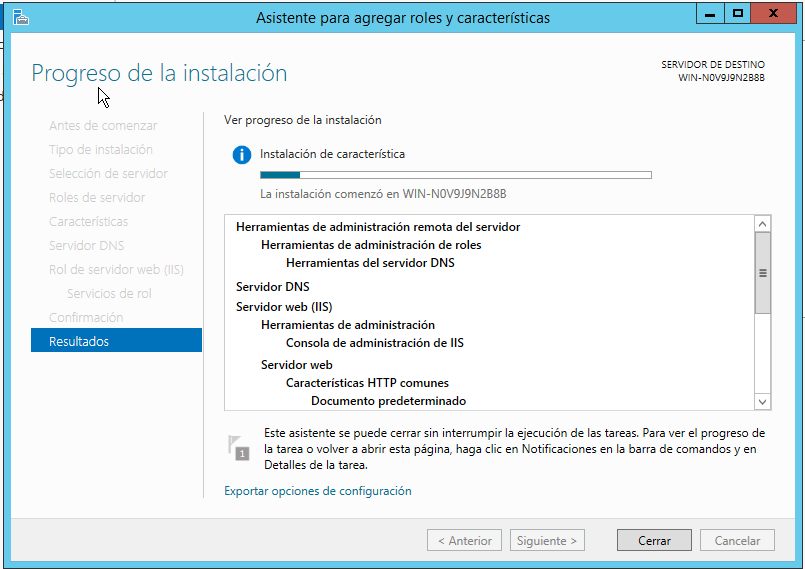 Asistente para agregar roles y características
Progreso de la instalación
SERVIDOR DE DESTINO
WIN-N0V9J9N2B8B
Antes de comenzar
Tipo de instalación
Selección de servidor
Roles de servidor
Características
Servidor DNS
Rol de servidor web (IIS)
Servicios de rol
Confirmación
Resultados
Ver progreso de la instalación
Instalación de característica
La instalación comenzó en WIN-N0V9J9N2B8B
Herramientas de administración remota del servidor
Herramientas de administración de roles
Herramientas del servidor DNS
Servidor DNS
Servidor web (IIS)
Herramientas de administración
Consola de administración de IIS
Servidor web
Características HTTP comunes
Documento predeterminado
1
Este asistente se puede cerrar sin interrumpir la ejecución de las tareas. Para ver el progreso de
la tarea o volver a abrir esta página, haga clic en Notificaciones en la barra de comandos y en
Detalles de la tarea.
Exportar opciones de configuración
< Anterior
Siguiente >
Cerrar
Cancelar